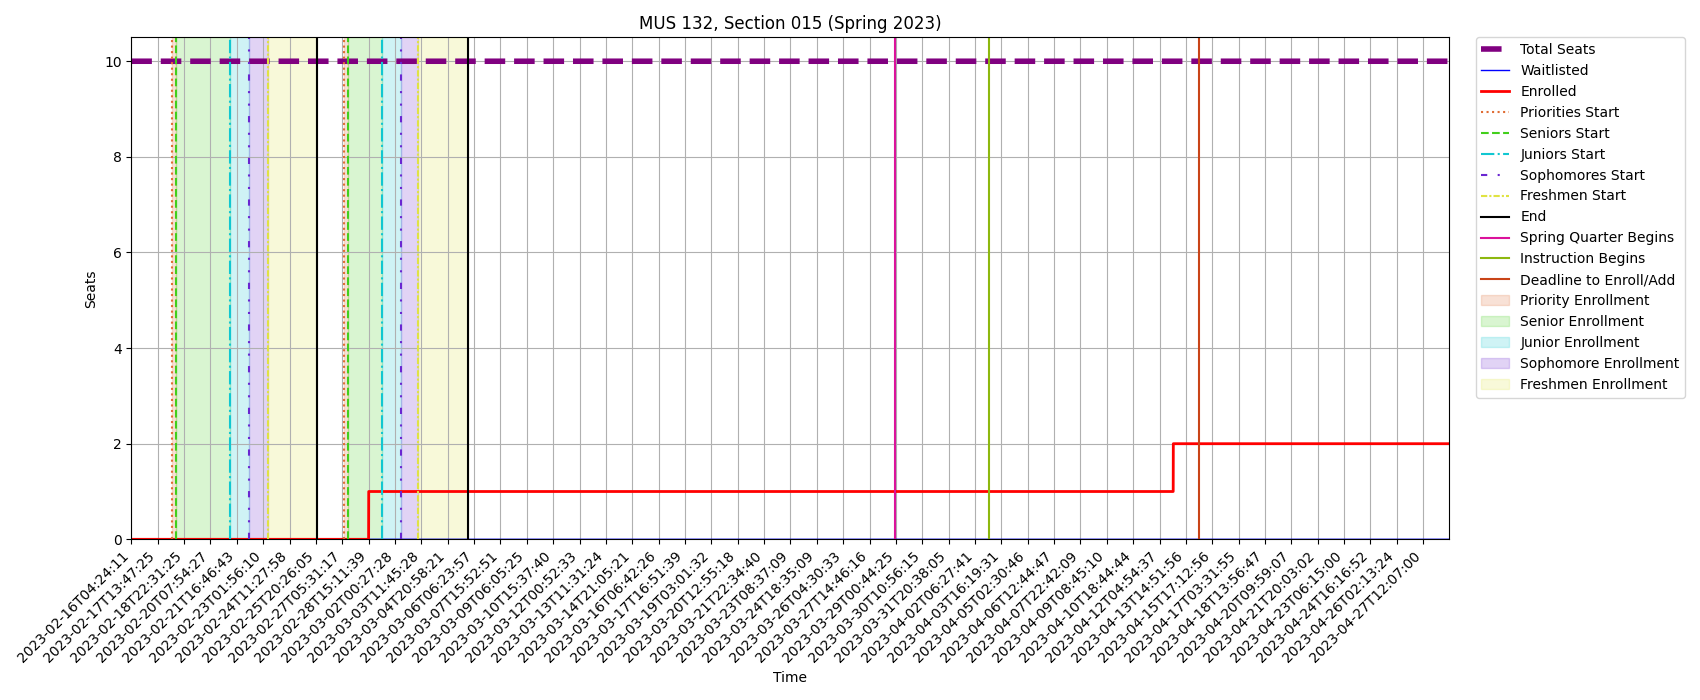 MUS 132, Section 015 (Spring 2023)
10
8
6
4
2
0
Seats
2023-02-16T04:24:11
2023-02-17T13:47:25
2023-02-18T22:31:25
2023-02-20T07:54:27
2023-02-21T16:46:43
2023-02-23T01:56:10
2023-02-24T11:27:58
2023-02-25T20:26:05
2023-02-27T05:31:17
2023-02-28T15:11:39
2023-03-02T00:27:28
2023-03-03T11:45:28
2023-03-04T20:58:21
2023-03-06T06:23:57
2023-03-07T15:52:51
2023-03-09T06:05:25
2023-03-10T15:37:40
2023-03-12T00:52:33
2023-03-13T11:31:24
2023-03-14T21:05:21
2023-03-16T06:42:26
2023-03-17T16:51:39
2023-03-19T03:01:32
2023-03-20T12:55:18
2023-03-21T22:34:40
2023-03-23T08:37:09
2023-03-24T18:35:09
2023-03-26T04:30:33
2023-03-27T14:46:16
2023-03-29T00:44:25
2023-03-30T10:56:15
2023-03-31T20:38:05
2023-04-02T06:27:41
2023-04-03T16:19:31
2023-04-05T02:30:46
2023-04-06T12:44:47
2023-04-07T22:42:09
2023-04-09T08:45:10
2023-04-10T18:44:44
2023-04-12T04:54:37
2023-04-13T14:51:56
2023-04-15T17:12:56
2023-04-17T03:31:55
2023-04-18T13:56:47
2023-04-20T09:59:07
2023-04-21T20:03:02
2023-04-23T06:15:00
2023-04-24T16:16:52
2023-04-26T02:13:24
2023-04-27T12:07:00
Time
Total Seats
Waitlisted
Enrolled
Priorities Start
Seniors Start
Juniors Start
Sophomores Start
Freshmen Start
End
Spring Quarter Begins
Instruction Begins
Deadline to Enroll/Add
Priority Enrollment
Senior Enrollment
Junior Enrollment
Sophomore Enrollment
Freshmen Enrollment